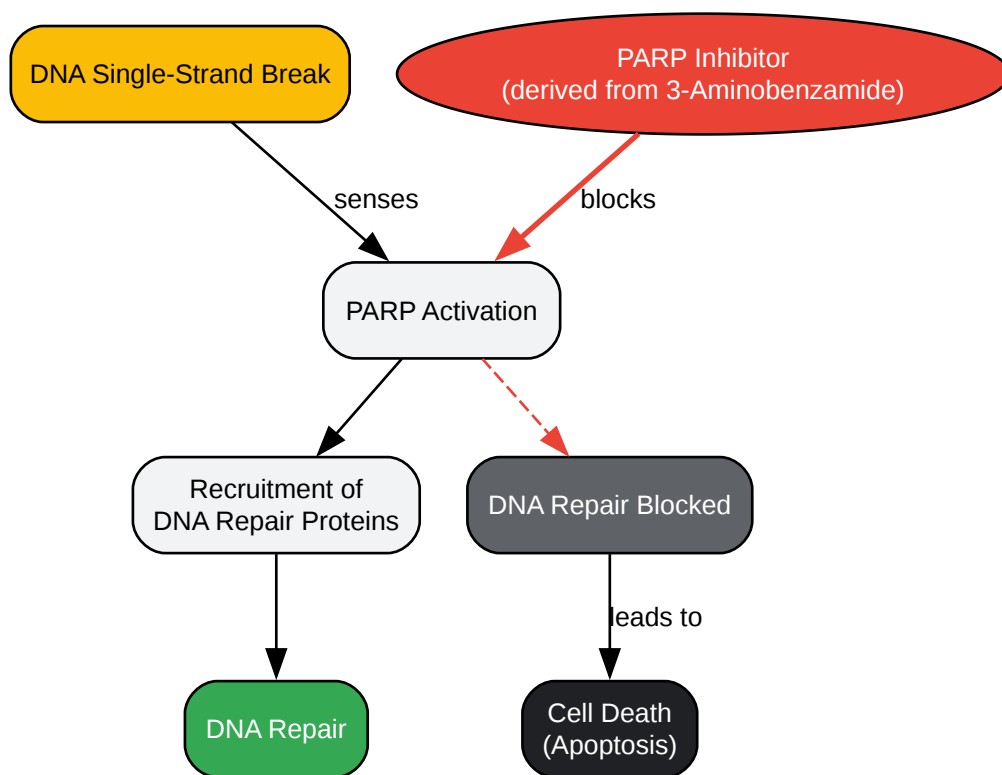 DNA Single-Strand Break
PARP Inhibitor
(derived from 3-Aminobenzamide)
senses
blocks
PARP Activation
Recruitment of
DNA Repair Proteins
DNA Repair Blocked
leads to
DNA Repair
Cell Death
(Apoptosis)